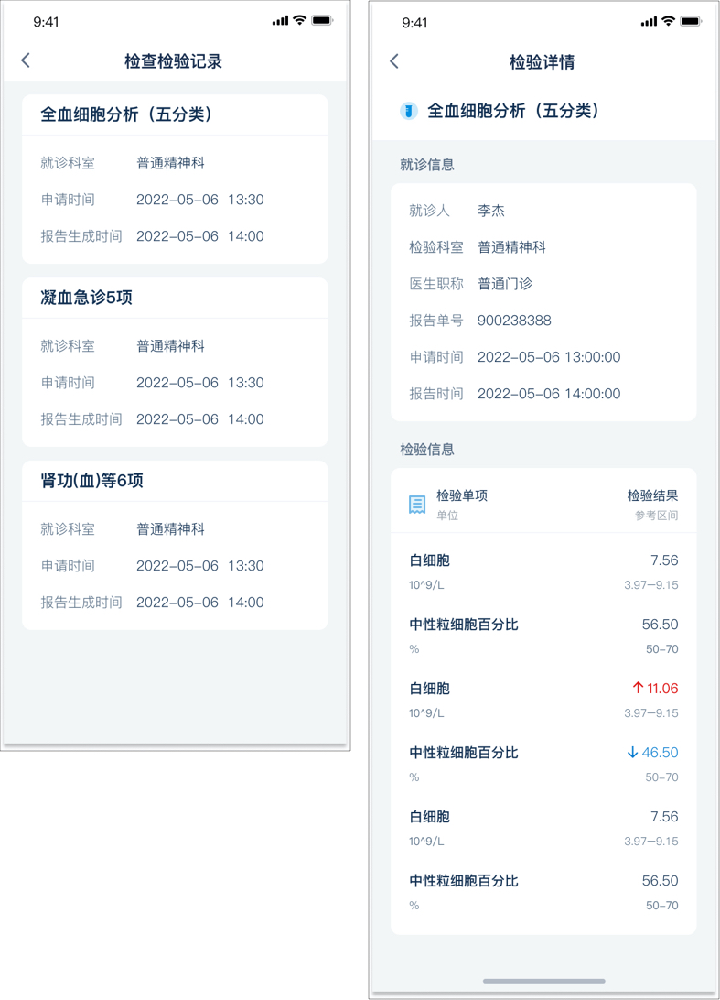 9:41
检查检验记录
全血细胞分析（五分类）
就诊科室 普通精神科
申请时间 2022-05-06 13:30
报告生成时间 2022-05-06 14:00
凝血急诊5项
就诊科室 普通精神科
申请时间 2022-05-06 13:30
报告生成时间 2022-05-06 14:00
肾功(血)等6项
就诊科室 普通精神科
申请时间 2022-05-06 13:30
报告生成时间 2022-05-06 14:00
9:41
检验详情
全血细胞分析（五分类）
就诊信息
就诊人 李杰
检验科室 普通精神科
医生职称 普通门诊
报告单号 900238388
申请时间 2022-05-06 13:00:00
报告时间 2022-05-06 14:00:00
检验信息
检验单项 检验结果
单位 参考区间
白细胞 7.56
10^9/L 3.97—9.15
中性粒细胞百分比 56.50
% 50-70
白细胞 ↑11.06
10^9/L 3.97—9.15
中性粒细胞百分比 ↓46.50
% 50-70
白细胞 7.56
10^9/L 3.97—9.15
中性粒细胞百分比 56.50
% 50-70